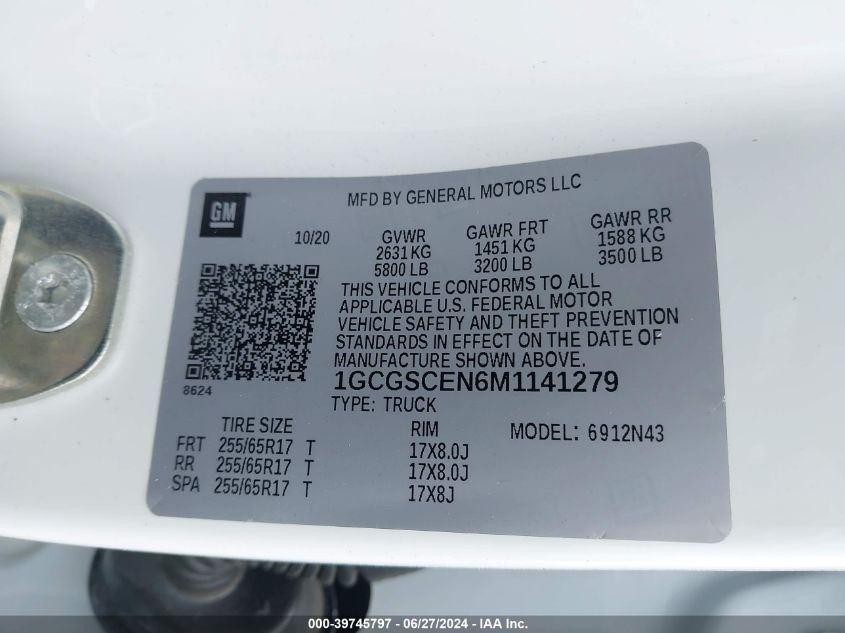 GM
MFD BY GENERAL MOTORS LLC
10/20
GVWR
2631 KG
5800 LB
GAWR FRT
1451 KG
3200 LB
GAWR RR
1588 KG
3500 LB
THIS VEHICLE CONFORMS TO ALL
APPLICABLE U.S. FEDERAL MOTOR
VEHICLE SAFETY AND THEFT PREVENTION
STANDARDS IN EFFECT ON THE DATE OF
MANUFACTURE SHOWN ABOVE.
8624
1GCGSCEN6M1141279
TYPE: TRUCK
TIRE SIZE RIM MODEL: 6912N43
FRT 255/65R17 T 17X8.0J
RR 255/65R17 T 17X8.0J
SPA 255/65R17 T 17X8J
000-39745797 - 06/27/2024 - IAA Inc.